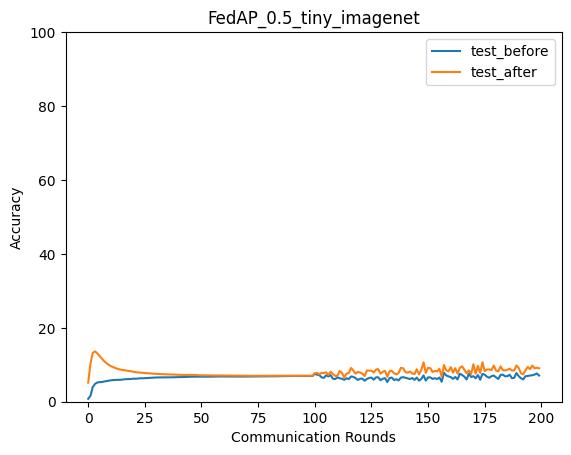 FedAP_0.5_tiny_imagenet
test_before
test_after
Accuracy
100
80
60
40
20
0
0 25 50 75 100 125 150 175 200
Communication Rounds